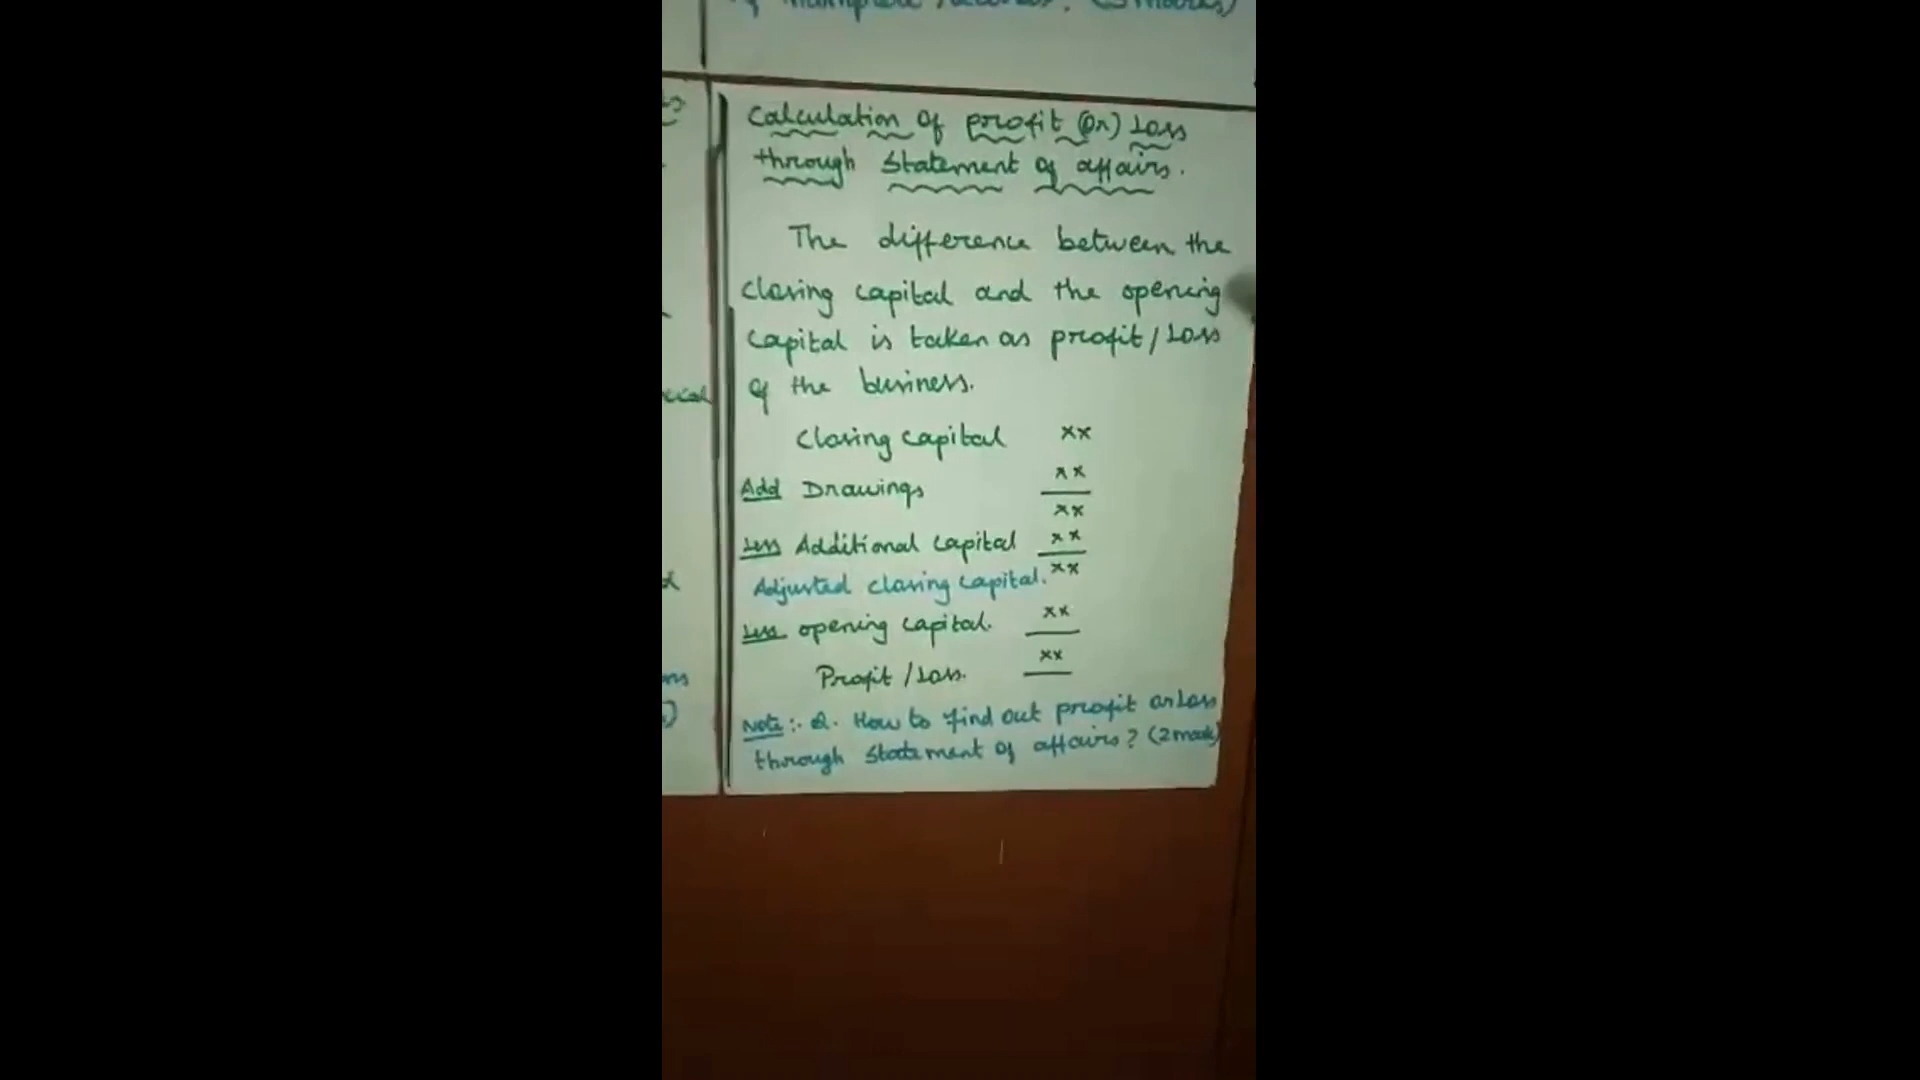 Calculation of profit (or) Loss
through Statement of affairs.
The difference between the
closing capital and the opening
capital is taken as profit/Loss
of the business.
Closing capital xx
Add Drawings xx
xx
Less Additional capital xx
Adjusted closing capital. xx
Less opening capital. xx
Profit/Loss. xx
Note:- Q. How to find out profit or Loss
through Statement of affairs? (2 mark)